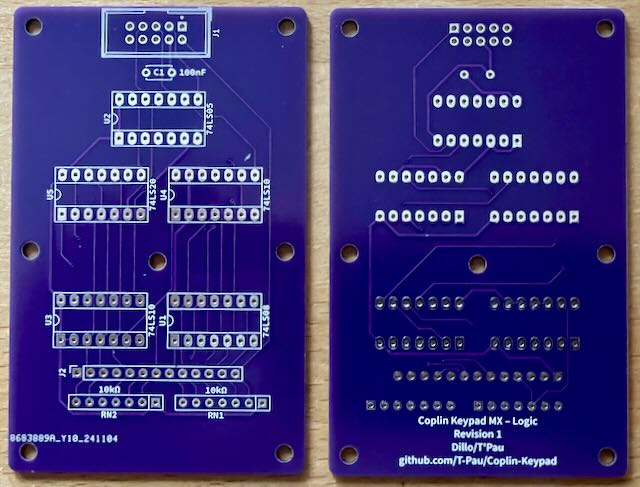 J1
C1 100nF
U2
74LS05
U5
74LS20
U4
74LS10
U3
74LS10
U1
74LS08
J2
10kΩ
10kΩ
RN2
RN1
8603889A_Y10_241104
Coplin Keypad MX – Logic
Revision 1
Dillo/T'Pau
github.com/T-Pau/Coplin-Keypad